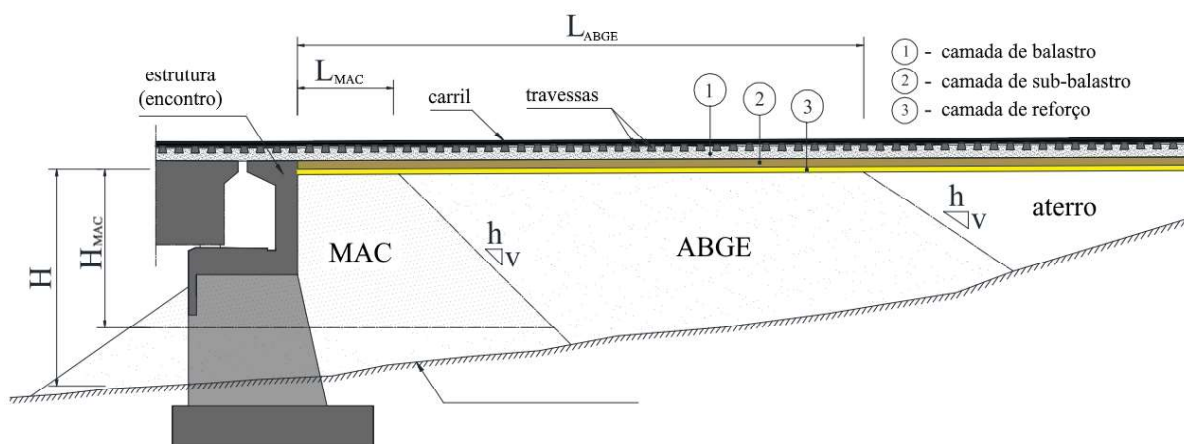 L_ABGE
L_MAC
estrutura
(encontro)
carril
travessas
1
2
3
1 - camada de balastro
2 - camada de sub-balastro
3 - camada de reforço
H
H_MAC
MAC
h
v
ABGE
h
v
aterro